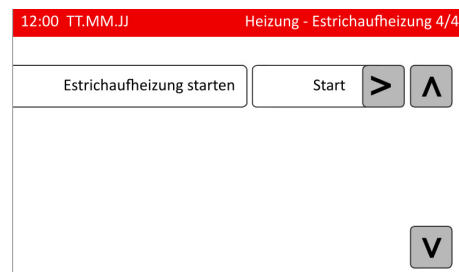 12:00 TT.MM.JJ Heizung - Estrichaufheizung 4/4
Estrichaufheizung starten Start > Λ
V